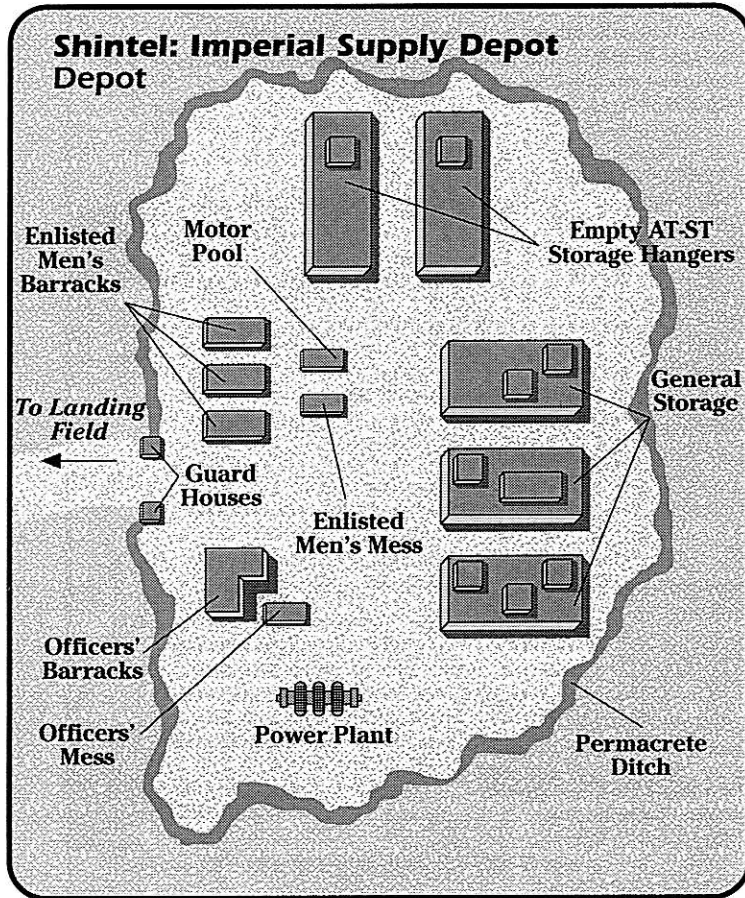 Shintel: Imperial Supply Depot
Depot
Motor
Pool
Enlisted
Men's
Barracks
Empty AT-ST
Storage Hangers
To Landing
Field
General
Storage
Guard
Houses
Enlisted
Men's Mess
Officers'
Barracks
Officers'
Mess
Power Plant
Permacrete
Ditch